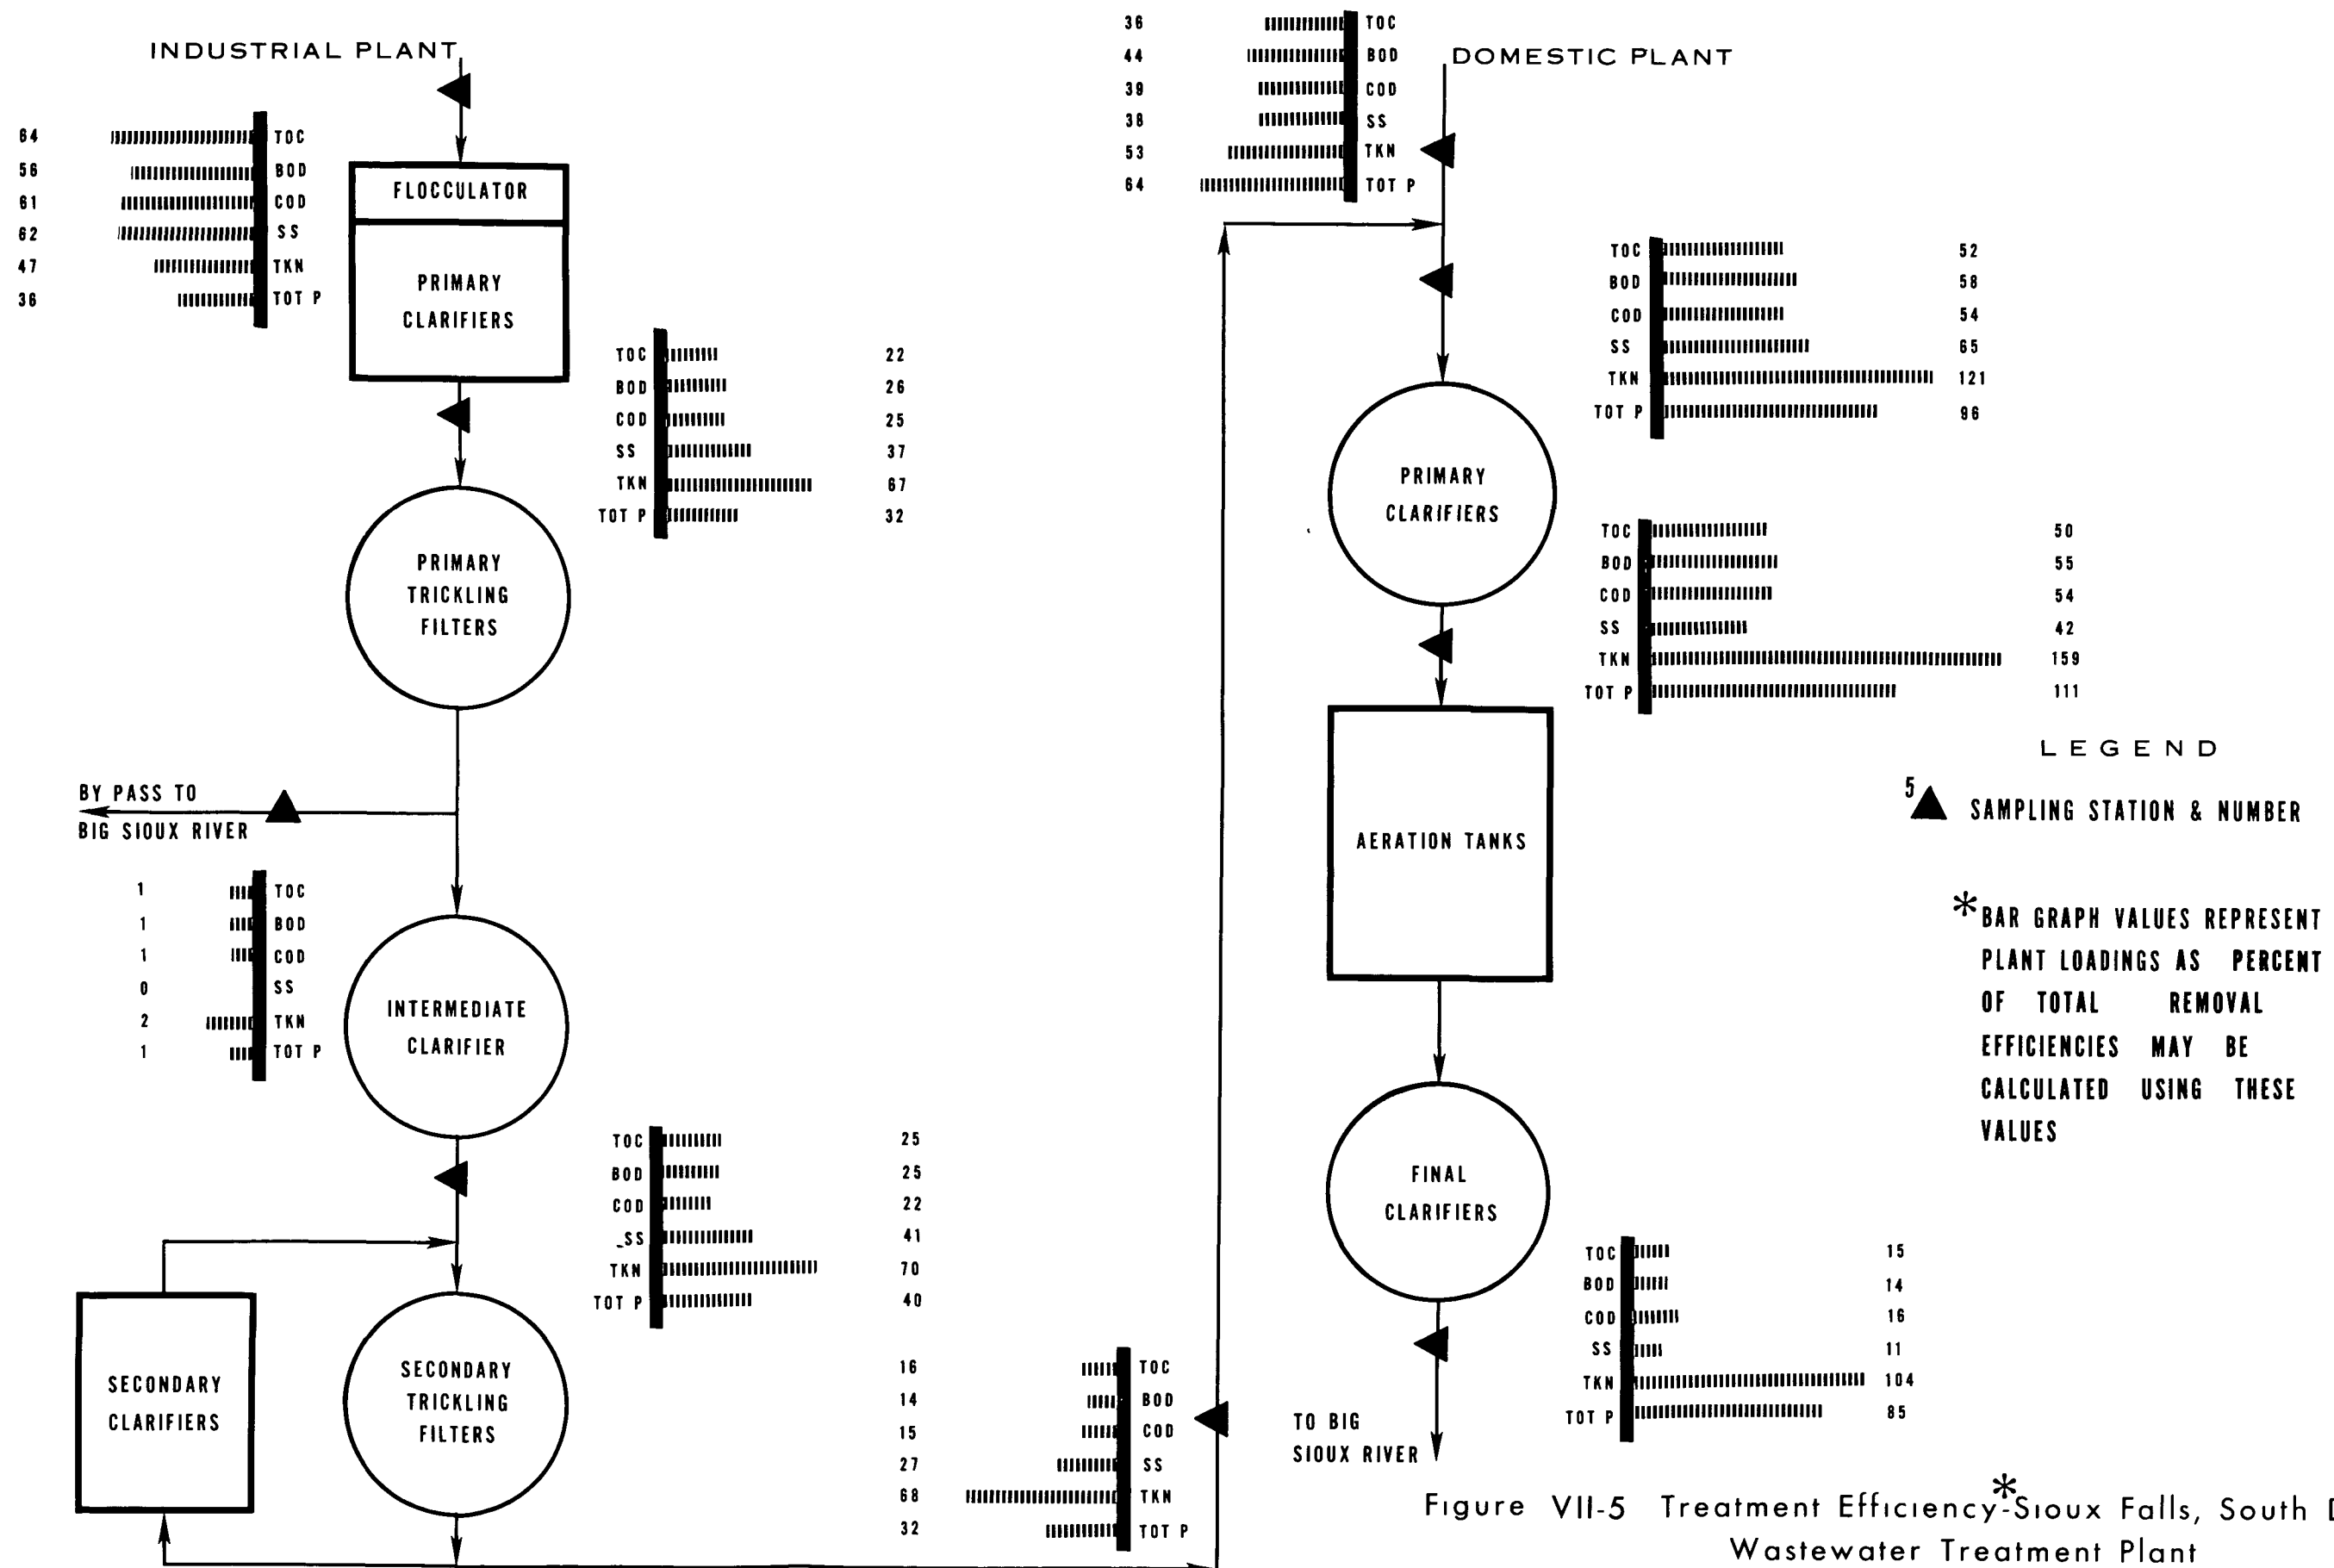 INDUSTRIAL PLANT
64 TOC
56 BOD
61 COD
62 SS
47 TKN
36 TOT P
FLOCCULATOR
PRIMARY
CLARIFIERS
TOC 22
BOD 26
COD 25
SS 37
TKN 67
TOT P 32
PRIMARY
TRICKLING
FILTERS
BY PASS TO
BIG SIOUX RIVER
1 TOC
1 BOD
1 COD
0 SS
2 TKN
1 TOT P
INTERMEDIATE
CLARIFIER
TOC 25
BOD 25
COD 22
SS 41
TKN 70
TOT P 40
SECONDARY
CLARIFIERS
SECONDARY
TRICKLING
FILTERS
16 TOC
14 BOD
15 COD
27 SS
68 TKN
32 TOT P
36 TOC
44 BOD
39 COD
38 SS
53 TKN
64 TOT P
DOMESTIC PLANT
TOC 52
BOD 58
COD 54
SS 65
TKN 121
TOT P 96
PRIMARY
CLARIFIERS
TOC 50
BOD 55
COD 54
SS 42
TKN 159
TOT P 111
AERATION TANKS
FINAL
CLARIFIERS
TOC 15
BOD 14
COD 16
SS 11
TKN 104
TOT P 85
TO BIG
SIOUX RIVER
LEGEND
5 SAMPLING STATION & NUMBER
*BAR GRAPH VALUES REPRESENT
PLANT LOADINGS AS PERCENT
OF TOTAL REMOVAL
EFFICIENCIES MAY BE
CALCULATED USING THESE
VALUES
Figure VII-5 Treatment Efficiency*-Sioux Falls, South
Wastewater Treatment Plant